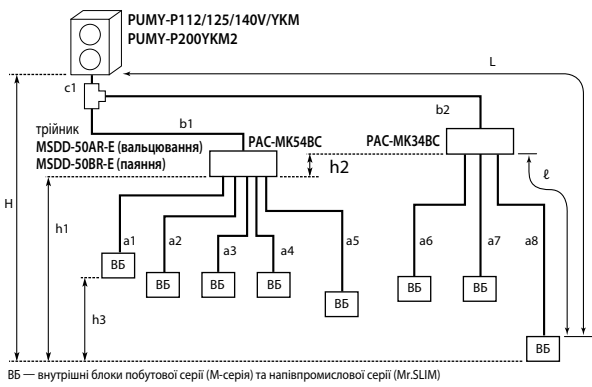 PUMY-P112/125/140V/YKM
PUMY-P200YKM2
L
c1
b1
b2
трійник
MSDD-50AR-E (вальцювання)
MSDD-50BR-E (паяння)
PAC-MK54BC
PAC-MK34BC
h2
ℓ
H
h1
a1
a2
a3
a4
a5
a6
a7
a8
ВБ
ВБ
ВБ
ВБ
ВБ
ВБ
ВБ
h3
ВБ
ВБ — внутрішні блоки побутової серії (M-серія) та напівпромислової серії (Mr.SLIM)